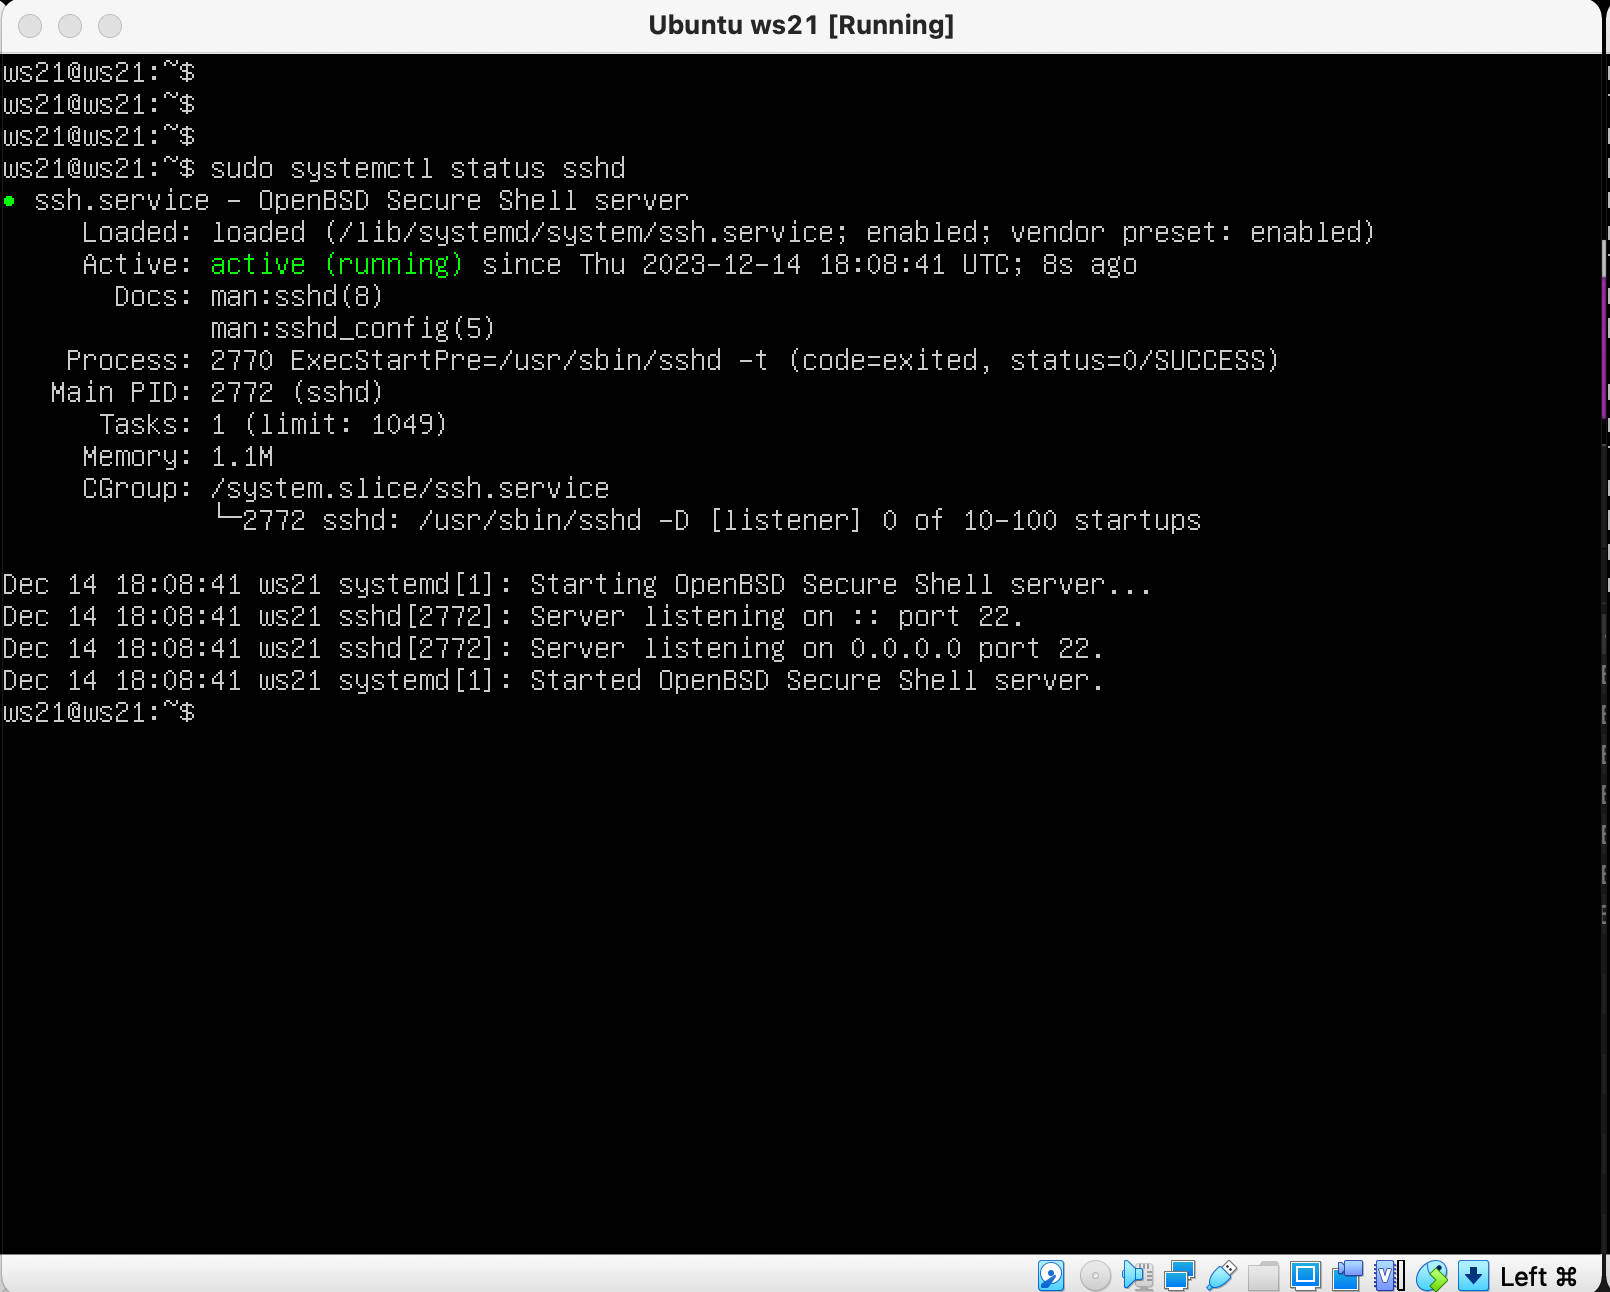 Ubuntu ws21 [Running]
ws21@ws21:~$
ws21@ws21:~$
ws21@ws21:~$
ws21@ws21:~$ sudo systemctl status sshd
● ssh.service - OpenBSD Secure Shell server
     Loaded: loaded (/lib/systemd/system/ssh.service; enabled; vendor preset: enabled)
     Active: active (running) since Thu 2023-12-14 18:08:41 UTC; 8s ago
       Docs: man:sshd(8)
             man:sshd_config(5)
    Process: 2770 ExecStartPre=/usr/sbin/sshd -t (code=exited, status=0/SUCCESS)
   Main PID: 2772 (sshd)
      Tasks: 1 (limit: 1049)
     Memory: 1.1M
     CGroup: /system.slice/ssh.service
             └─2772 sshd: /usr/sbin/sshd -D [listener] 0 of 10-100 startups
Dec 14 18:08:41 ws21 systemd[1]: Starting OpenBSD Secure Shell server...
Dec 14 18:08:41 ws21 sshd[2772]: Server listening on :: port 22.
Dec 14 18:08:41 ws21 sshd[2772]: Server listening on 0.0.0.0 port 22.
Dec 14 18:08:41 ws21 systemd[1]: Started OpenBSD Secure Shell server.
ws21@ws21:~$
Left ⌘